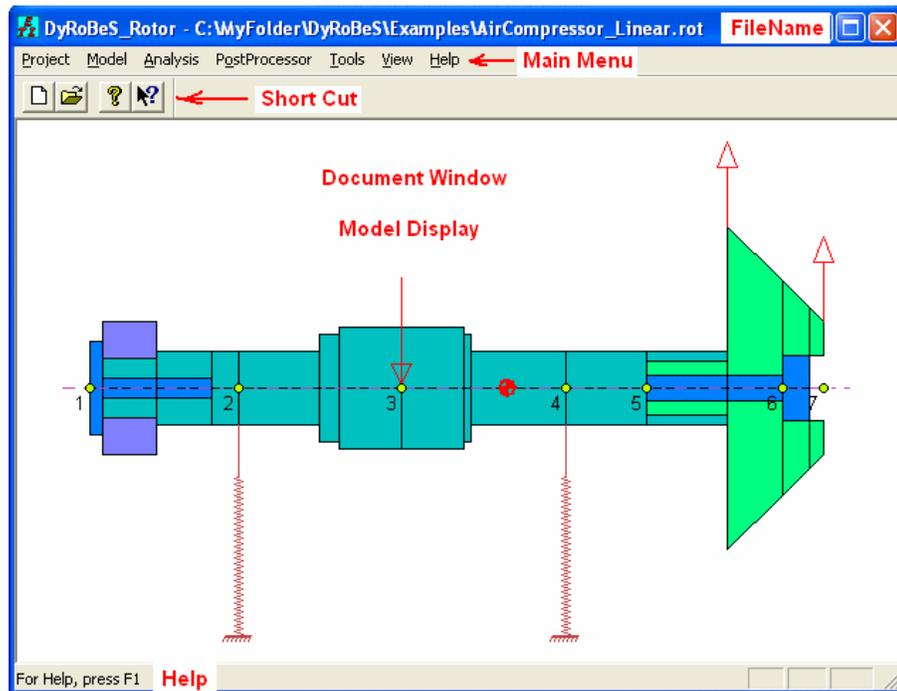 DyRoBeS_Rotor - C:\MyFolder\DyRoBeS\Examples\AirCompressor_Linear.rot FileName
Project Model Analysis PostProcessor Tools View Help Main Menu
Short Cut
Document Window
Model Display
1 2 3 4 5 6 7
For Help, press F1 Help